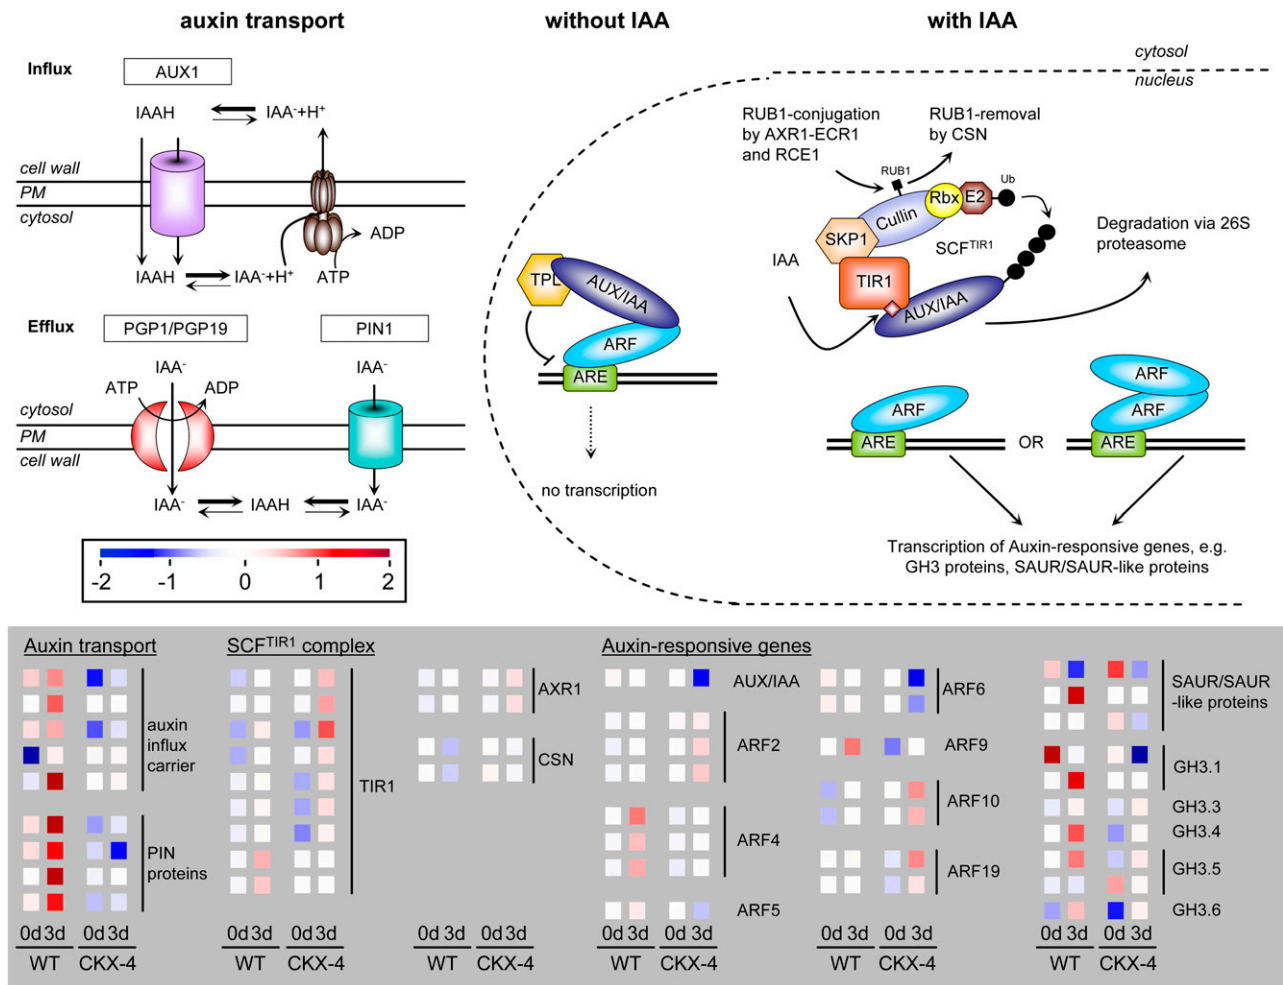 auxin transport
without IAA
with IAA
Influx
AUX1
IAAH
IAA⁻+H⁺
cell wall
PM
cytosol
ADP
ATP
IAAH
IAA⁻+H⁺
Efflux
PGP1/PGP19
PIN1
IAA⁻
IAA⁻
ATP
ADP
cytosol
PM
cell wall
IAA⁻
IAAH
IAA⁻
-2
-1
0
1
2
TPL
AUX/IAA
ARF
ARE
no transcription
cytosol
nucleus
RUB1-conjugation
by AXR1-ECR1
and RCE1
RUB1-removal
by CSN
RUB1
Rbx
E2
Ub
Cullin
SKP1
SCFTIR1
IAA
TIR1
AUX/IAA
Degradation via 26S
proteasome
ARF
ARE
OR
ARF
ARF
ARE
Transcription of Auxin-responsive genes, e.g.
GH3 proteins, SAUR/SAUR-like proteins
Auxin transport
auxin
influx
carrier
PIN
proteins
0d 3d
0d 3d
WT
CKX-4
SCFTIR1 complex
TIR1
0d 3d
0d 3d
WT
CKX-4
AXR1
CSN
0d 3d
0d 3d
WT
CKX-4
Auxin-responsive genes
AUX/IAA
ARF2
ARF4
ARF5
0d 3d
0d 3d
WT
CKX-4
ARF6
ARF9
ARF10
ARF19
0d 3d
0d 3d
WT
CKX-4
SAUR/SAUR
-like proteins
GH3.1
GH3.3
GH3.4
GH3.5
GH3.6
0d 3d
0d 3d
WT
CKX-4